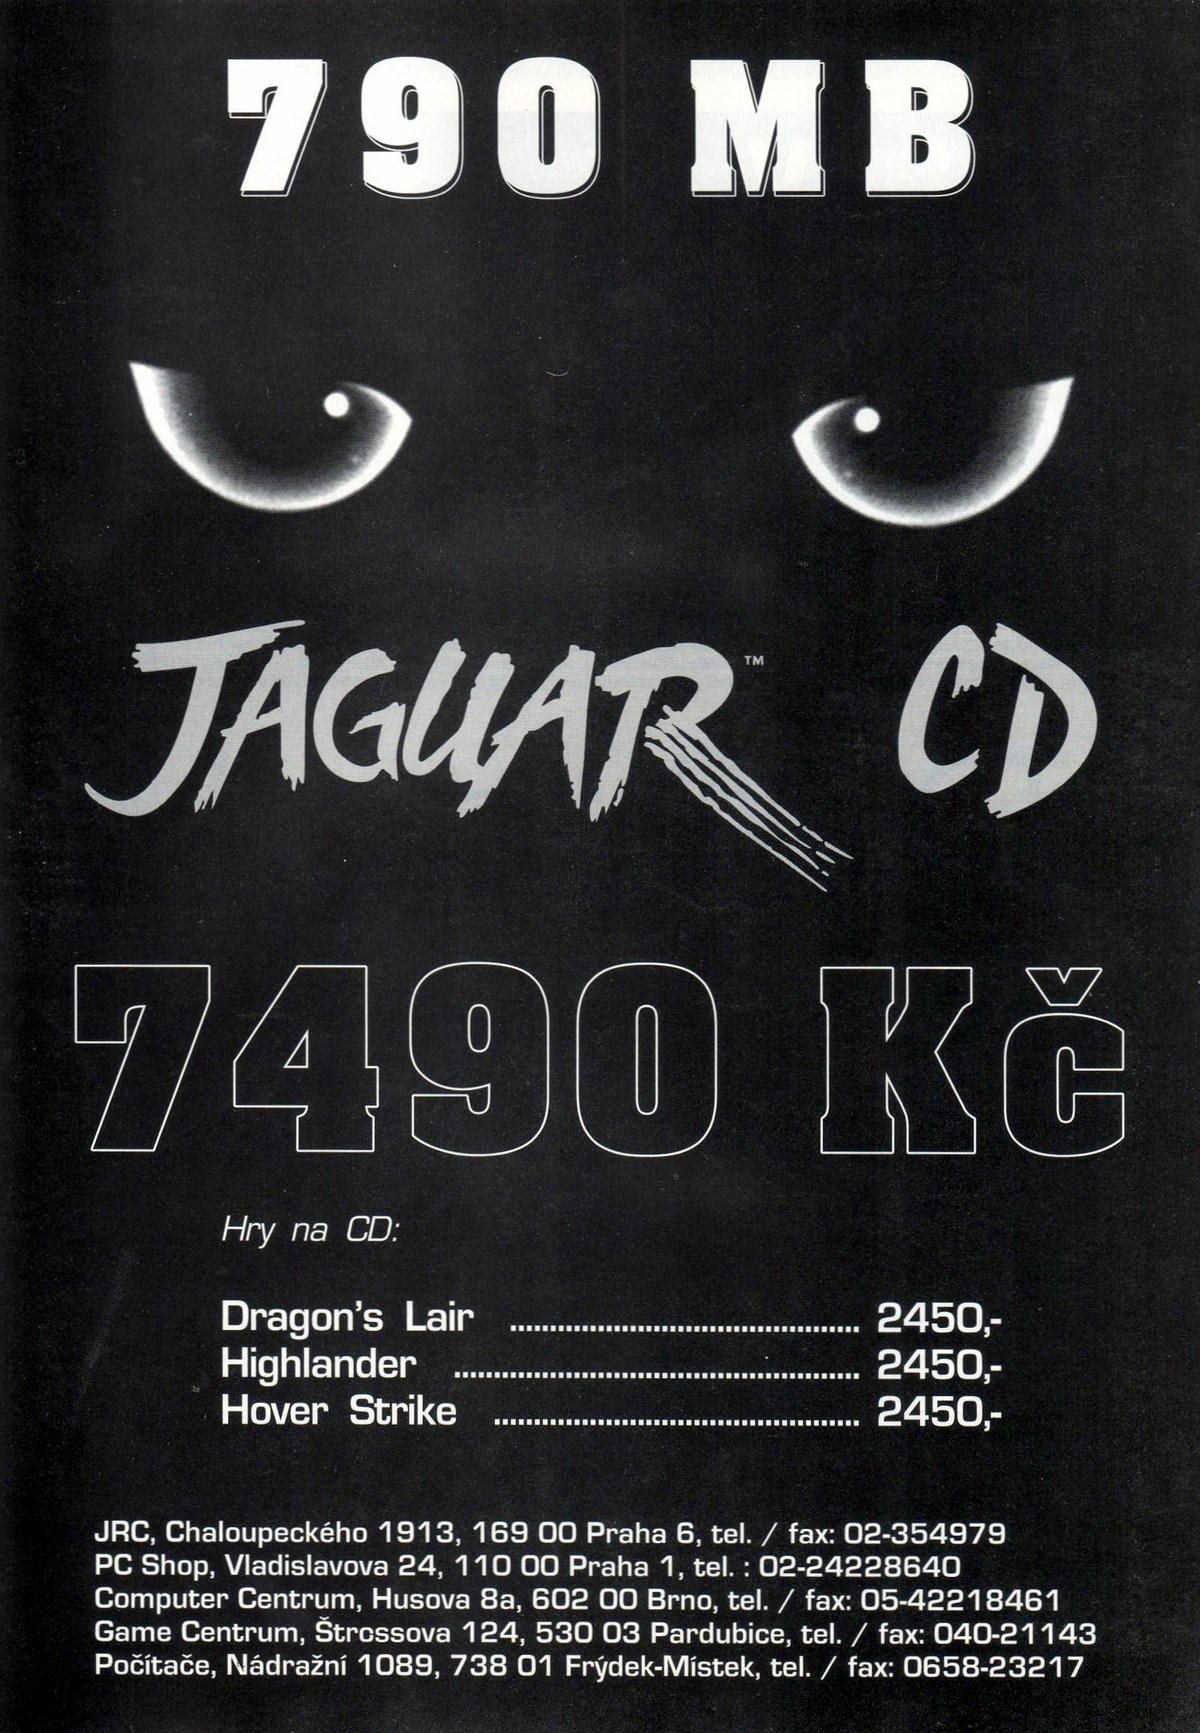 790 MB
JAGUAR™ CD
7490 Kč
Hry na CD:
Dragon's Lair ............................................ 2450,-
Highlander ................................................... 2450,-
Hover Strike .............................................. 2450,-
JRC, Chaloupeckého 1913, 169 00 Praha 6, tel. / fax: 02-354979
PC Shop, Vladislavova 24, 110 00 Praha 1, tel. : 02-24228640
Computer Centrum, Husova 8a, 602 00 Brno, tel. / fax: 05-42218461
Game Centrum, Štrossova 124, 530 03 Pardubice, tel. / fax: 040-21143
Počítače, Nádražní 1089, 738 01 Frýdek-Místek, tel. / fax: 0658-23217